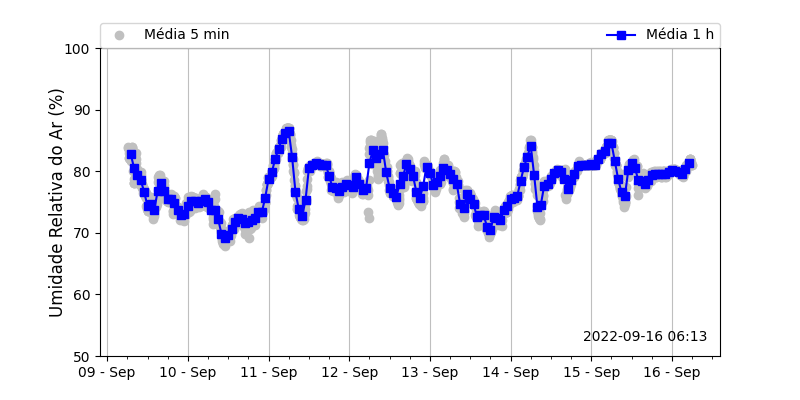 Média 5 min Média 1 h
Umidade Relativa do Ar (%)
100
90
80
70
60
50
2022-09-16 06:13
09 - Sep 10 - Sep 11 - Sep 12 - Sep 13 - Sep 14 - Sep 15 - Sep 16 - Sep